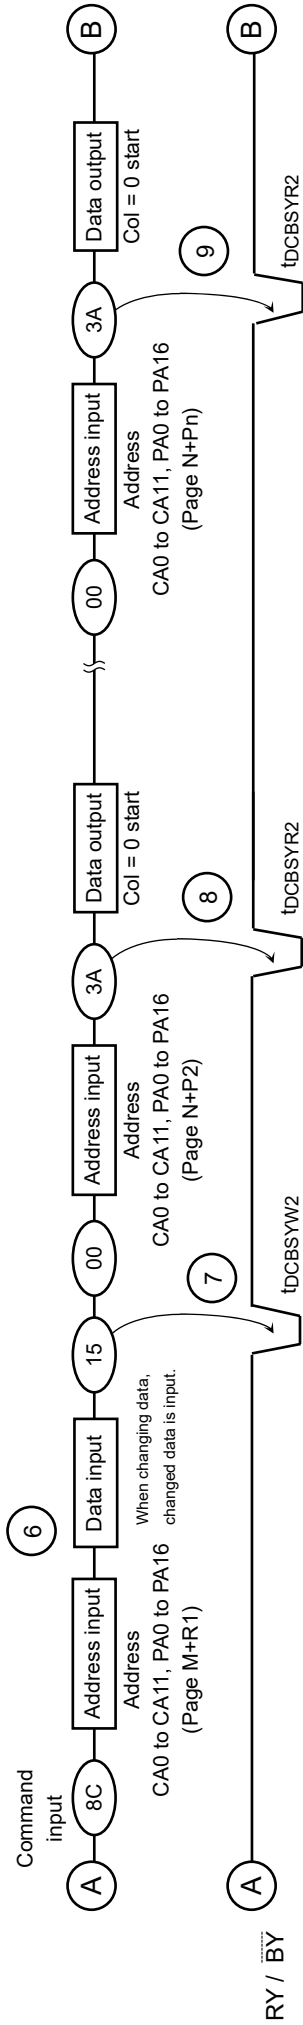 Command
input
6
A
8C
Address input
Data input
15
00
Address input
3A
Data output
00
Address input
3A
Data output
B
Address
CA0 to CA11, PA0 to PA16
(Page M+R1)
When changing data,
changed data is input.
Address
CA0 to CA11, PA0 to PA16
(Page N+P2)
Col = 0 start
Address
CA0 to CA11, PA0 to PA16
(Page N+Pn)
Col = 0 start
7
8
9
RY / BY
A
B
tDCBSYW2
tDCBSYR2
tDCBSYR2